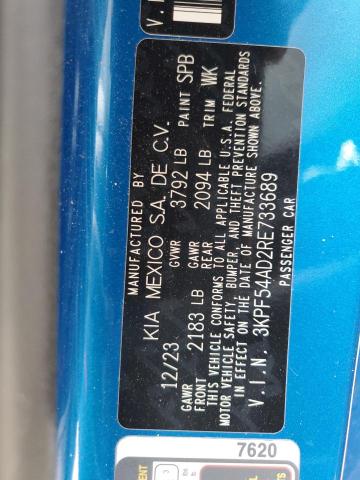 MANUFACTURED BY
KIA MEXICO S.A. DE C.V.
12/23 GVWR 3792 LB PAINT SPB
GAWR FRONT 2183 LB GAWR REAR 2094 LB TRIM WK
THIS VEHICLE CONFORMS TO ALL APPLICABLE U.S.A. FEDERAL
MOTOR VEHICLE SAFETY, BUMPER, AND THEFT PREVENTION STANDARDS
IN EFFECT ON THE DATE OF MANUFACTURE SHOWN ABOVE.
V.I.N. 3KPF54AD2RE733689
PASSENGER CAR
7620
V.I